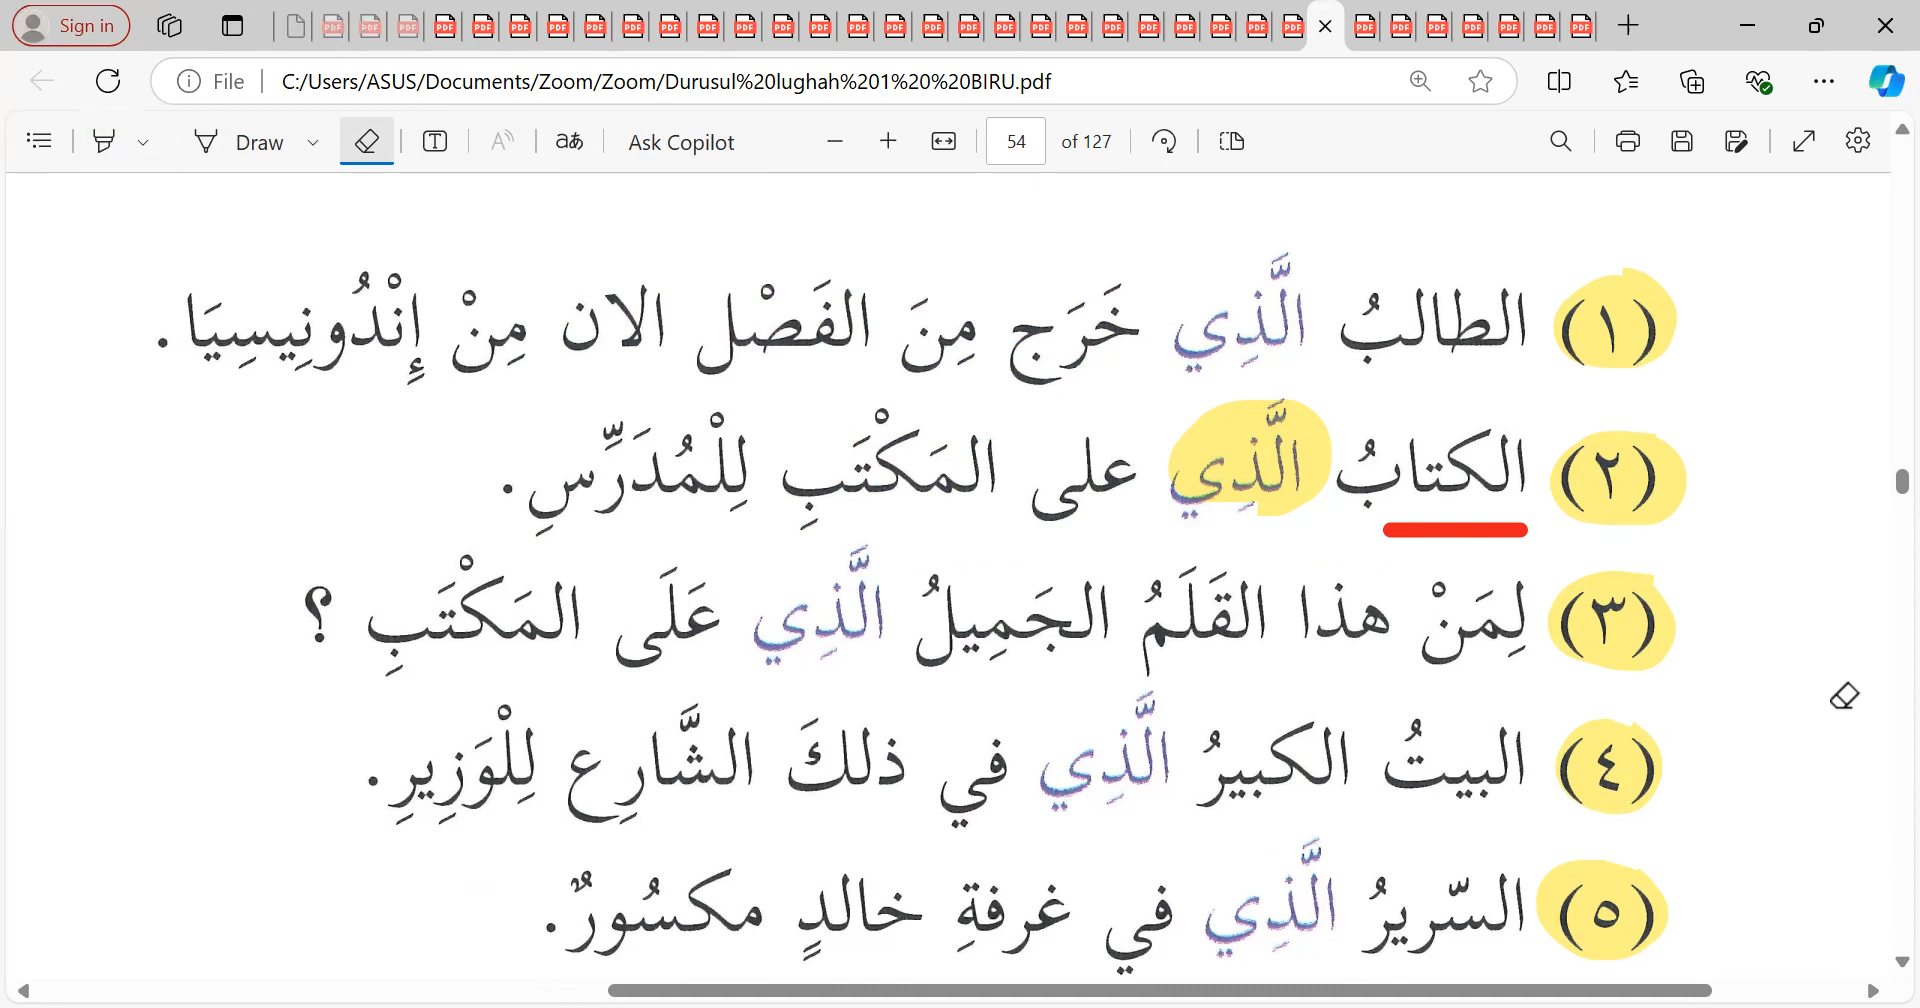 Sign in
File C:/Users/ASUS/Documents/Zoom/Zoom/Durusul%20lughah%201%20%20BIRU.pdf
Draw Ask Copilot 54 of 127
(١) الطالبُ الَّذِي خَرَج مِنَ الفَصْل الان مِنْ إِنْدُونِيسِيَا.
(٢) الكتابُ الَّذِي على المَكْتَبِ لِلْمُدَرِّسِ.
(٣) لِمَنْ هذا القَلَمُ الجَمِيلُ الَّذِي عَلَى المَكْتَبِ ؟
(٤) البيتُ الكبيرُ الَّذِي في ذلكَ الشَّارِع لِلْوَزِيرِ.
(٥) السّريرُ الَّذِي في غرفةِ خالدٍ مكسُورٌ.